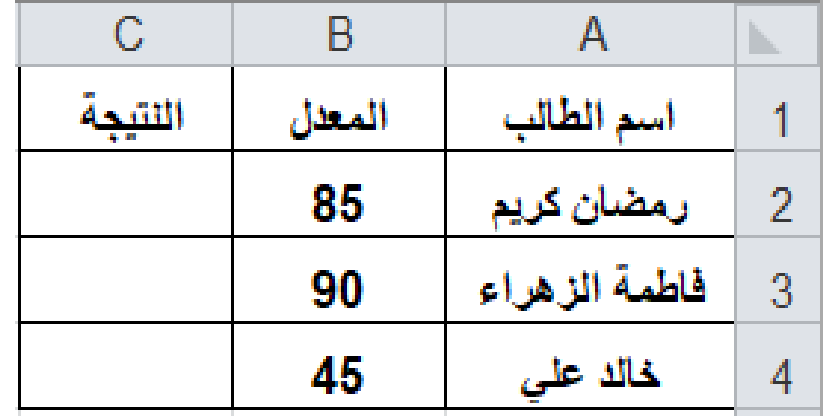 A B C
1 اسم الطالب المعدل النتيجة
2 رمضان كريم 85
3 فاطمة الزهراء 90
4 خالد علي 45